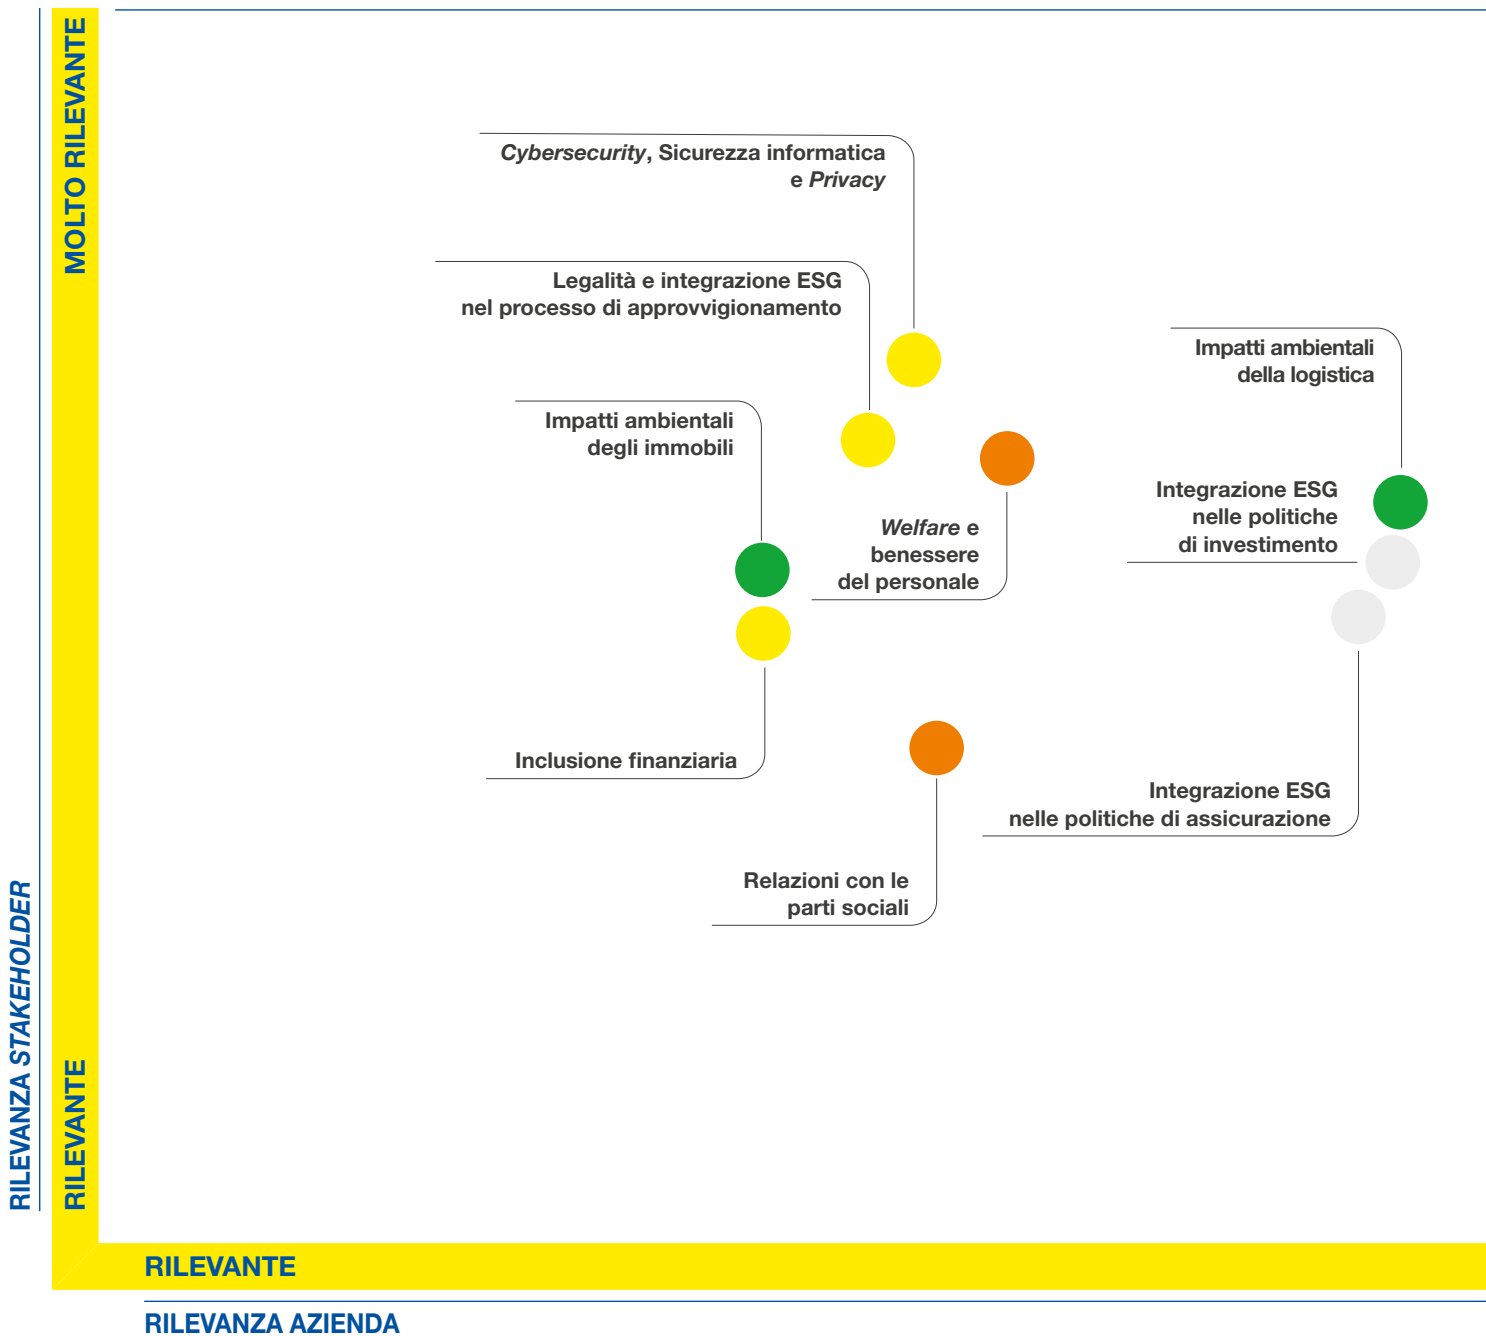 MOLTO RILEVANTE
Cybersecurity, Sicurezza informatica
e Privacy
Legalità e integrazione ESG
nel processo di approvvigionamento
Impatti ambientali
della logistica
Impatti ambientali
degli immobili
Integrazione ESG
nelle politiche
di investimento
Welfare e
benessere
del personale
Inclusione finanziaria
Integrazione ESG
nelle politiche di assicurazione
Relazioni con le
parti sociali
RILEVANZA STAKEHOLDER
RILEVANTE
RILEVANTE
RILEVANZA AZIENDA